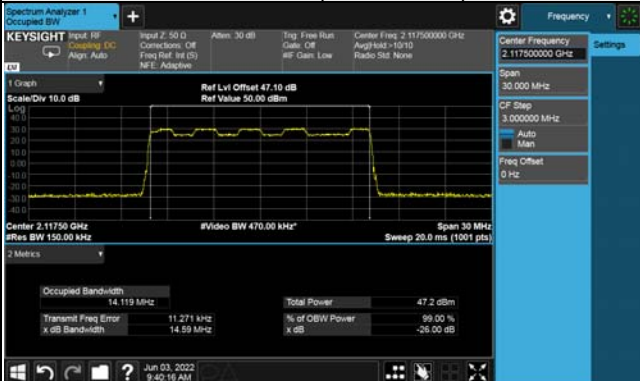 Spectrum Analyzer 1
Occupied BW
Frequency
KEYSIGHT
Input: RF
Coupling: DC
Align: Auto
Input Z: 50 Ω
Corrections: Off
Freq Ref: Int (S)
NFE: Adaptive
Atten: 30 dB
Trig: Free Run
Gate: Off
#IF Gain: Low
Center Freq: 2.117500000 GHz
Avg|Hold:>10/10
Radio Std: None
Center Frequency
2.117500000 GHz
Settings
Span
30.000 MHz
CF Step
3.000000 MHz
Auto
Man
Freq Offset
0 Hz
1 Graph
Scale/Div 10.0 dB
Ref Lvl Offset 47.10 dB
Ref Value 50.00 dBm
Log
40.0
30.0
20.0
10.0
0.00
-10.0
-20.0
-30.0
-40.0
Center 2.11750 GHz
#Video BW 470.00 kHz*
Span 30 MHz
#Res BW 150.00 kHz
Sweep 20.0 ms (1001 pts)
2 Metrics
Occupied Bandwidth
14.119 MHz
Total Power
47.2 dBm
Transmit Freq Error
11.271 kHz
% of OBW Power
99.00 %
x dB Bandwidth
14.59 MHz
x dB
-26.00 dB
?
Jun 03, 2022
9:40:16 AM